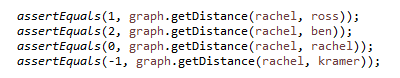 assertEquals(1, graph.getDistance(rachel, ross));
assertEquals(2, graph.getDistance(rachel, ben));
assertEquals(0, graph.getDistance(rachel, rachel));
assertEquals(-1, graph.getDistance(rachel, kramer));